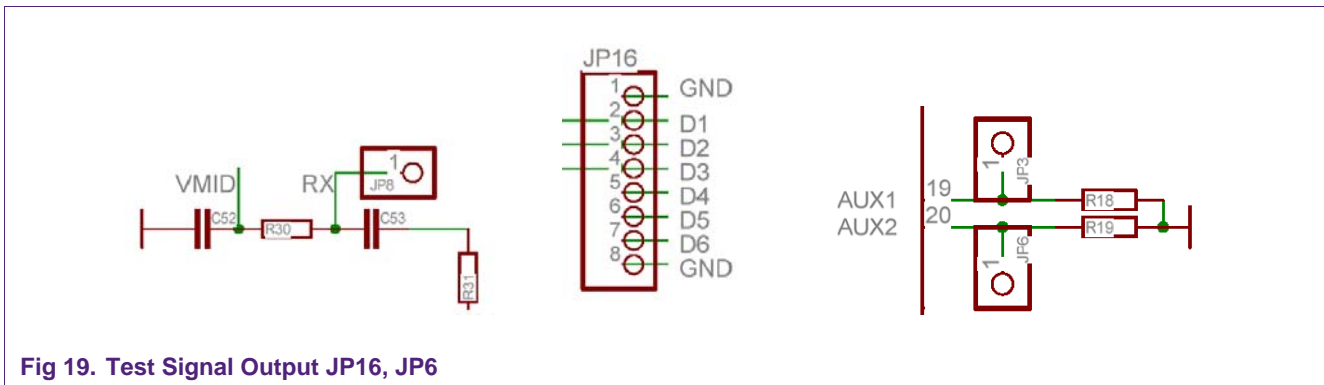 VMID
RX
1
JP8
C52
R30
C53
R31
JP16
1
GND
2
D1
3
D2
4
D3
5
D4
6
D5
7
D6
8
GND
AUX1
19
1
JP3
R18
AUX2
20
1
JP6
R19
Fig 19. Test Signal Output JP16, JP6